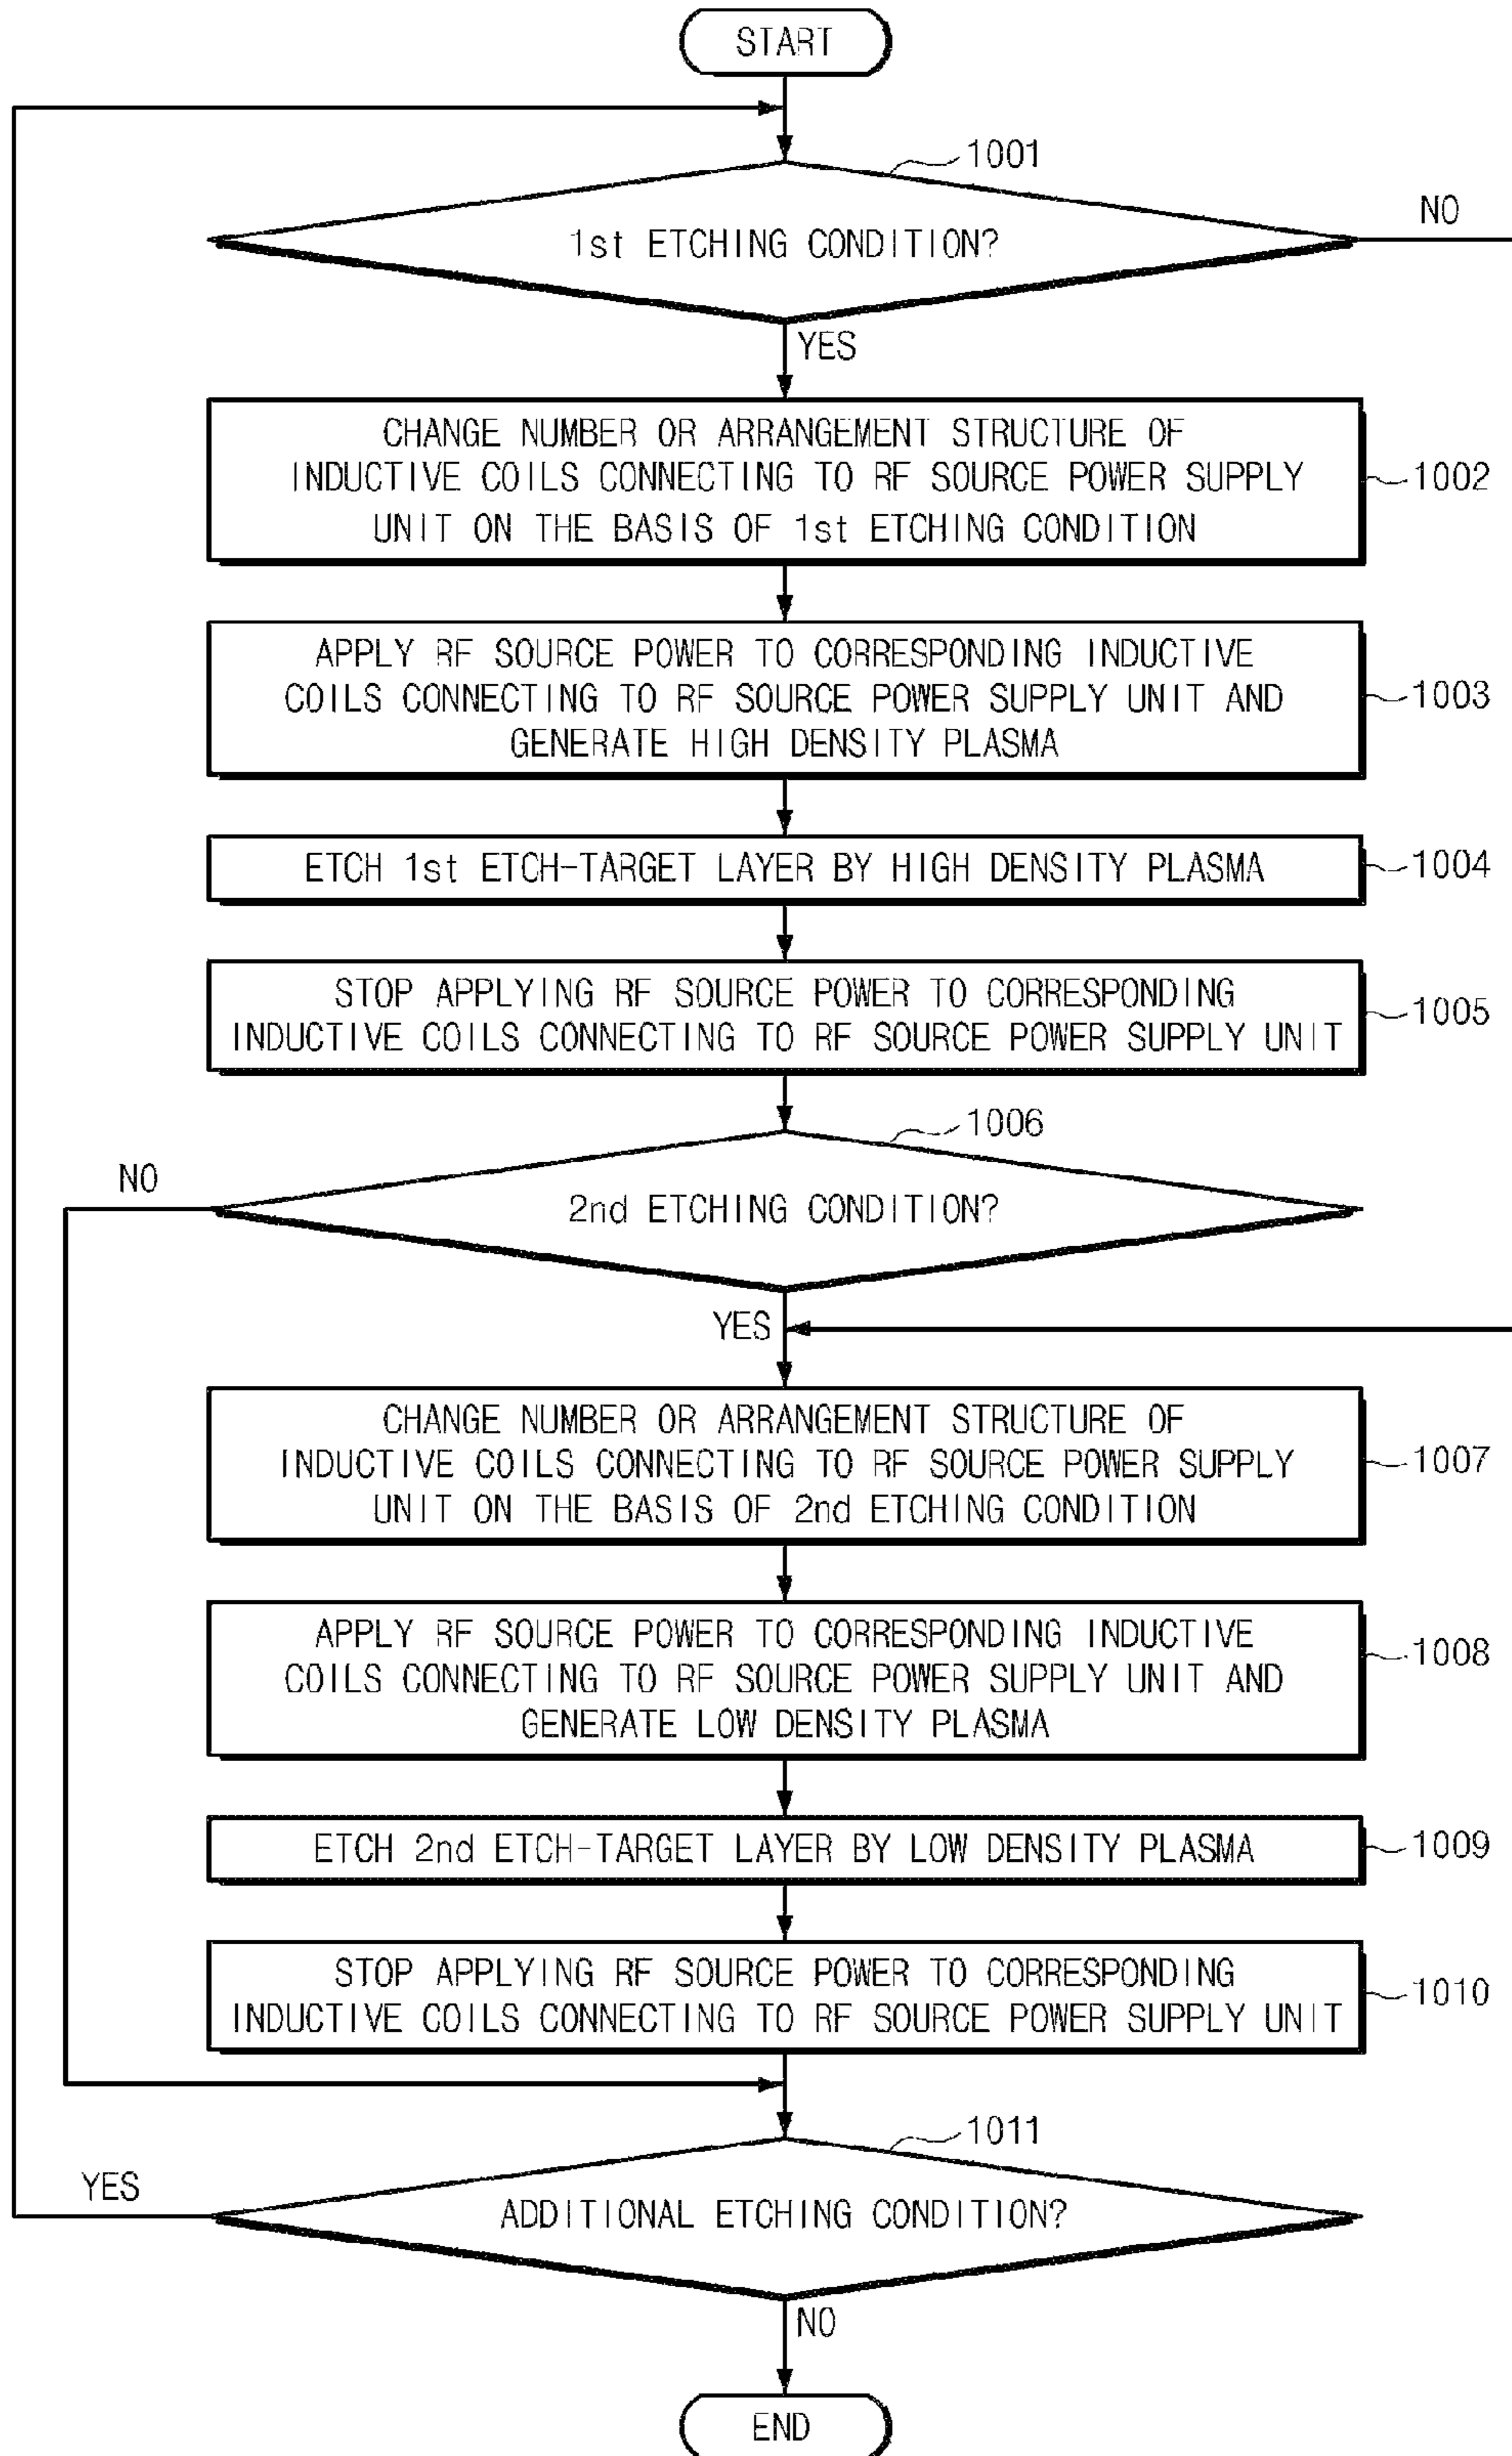 START
1001
1st ETCHING CONDITION?
NO
YES
CHANGE NUMBER OR ARRANGEMENT STRUCTURE OF
INDUCTIVE COILS CONNECTING TO RF SOURCE POWER SUPPLY
UNIT ON THE BASIS OF 1st ETCHING CONDITION
1002
APPLY RF SOURCE POWER TO CORRESPONDING INDUCTIVE
COILS CONNECTING TO RF SOURCE POWER SUPPLY UNIT AND
GENERATE HIGH DENSITY PLASMA
1003
ETCH 1st ETCH-TARGET LAYER BY HIGH DENSITY PLASMA
1004
STOP APPLYING RF SOURCE POWER TO CORRESPONDING
INDUCTIVE COILS CONNECTING TO RF SOURCE POWER SUPPLY UNIT
1005
1006
NO
2nd ETCHING CONDITION?
YES
CHANGE NUMBER OR ARRANGEMENT STRUCTURE OF
INDUCTIVE COILS CONNECTING TO RF SOURCE POWER SUPPLY
UNIT ON THE BASIS OF 2nd ETCHING CONDITION
1007
APPLY RF SOURCE POWER TO CORRESPONDING INDUCTIVE
COILS CONNECTING TO RF SOURCE POWER SUPPLY UNIT AND
GENERATE LOW DENSITY PLASMA
1008
ETCH 2nd ETCH-TARGET LAYER BY LOW DENSITY PLASMA
1009
STOP APPLYING RF SOURCE POWER TO CORRESPONDING
INDUCTIVE COILS CONNECTING TO RF SOURCE POWER SUPPLY UNIT
1010
1011
YES
ADDITIONAL ETCHING CONDITION?
NO
END